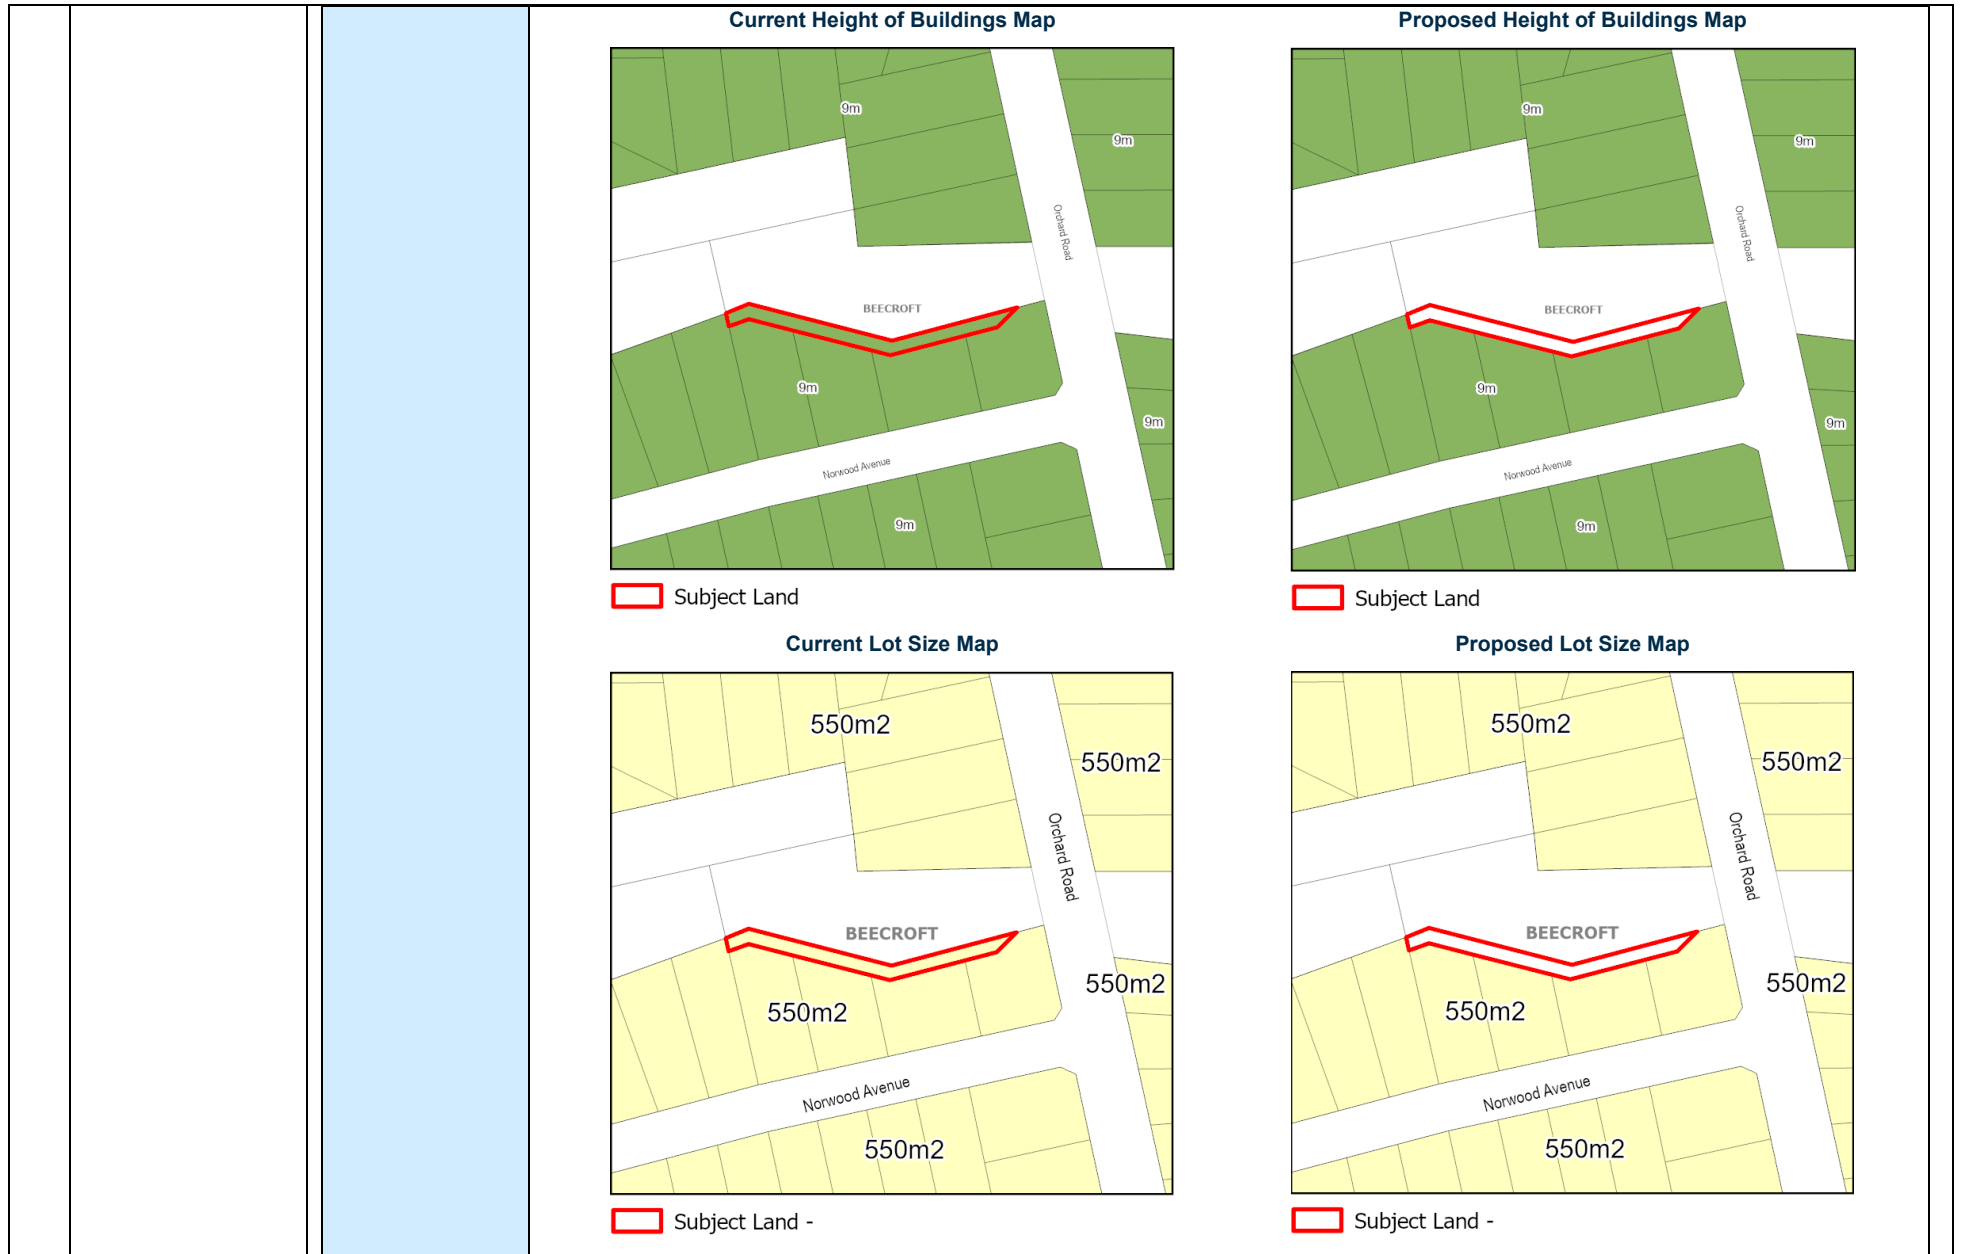 Current Height of Buildings Map
Proposed Height of Buildings Map
9m
9m
Orchard Road
BEECROFT
9m
9m
Norwood Avenue
9m
Subject Land
9m
9m
Orchard Road
BEECROFT
9m
9m
Norwood Avenue
9m
Subject Land
Current Lot Size Map
Proposed Lot Size Map
550m2
550m2
Orchard Road
BEECROFT
550m2
550m2
Norwood Avenue
550m2
Subject Land -
550m2
550m2
Orchard Road
BEECROFT
550m2
550m2
Norwood Avenue
550m2
Subject Land -